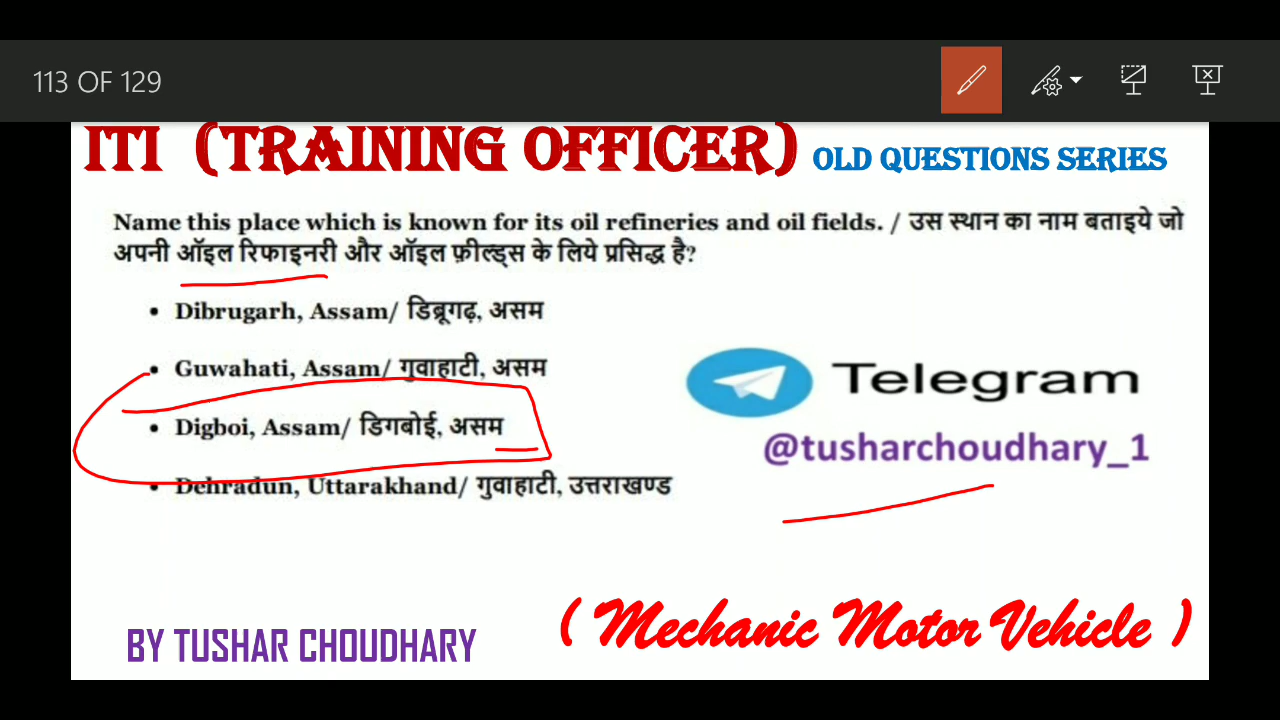 113 OF 129
ITI (TRAINING OFFICER) OLD QUESTIONS SERIES
Name this place which is known for its oil refineries and oil fields. / उस स्थान का नाम बताइये जो
अपनी ऑइल रिफाइनरी और ऑइल फ़ील्ड्स के लिये प्रसिद्ध है?
• Dibrugarh, Assam/ डिब्रूगढ़, असम
• Guwahati, Assam/ गुवाहाटी, असम
• Digboi, Assam/ डिगबोई, असम
• Dehradun, Uttarakhand/ गुवाहाटी, उत्तराखण्ड
Telegram
@tusharchoudhary_1
BY TUSHAR CHOUDHARY
( Mechanic Motor Vehicle )